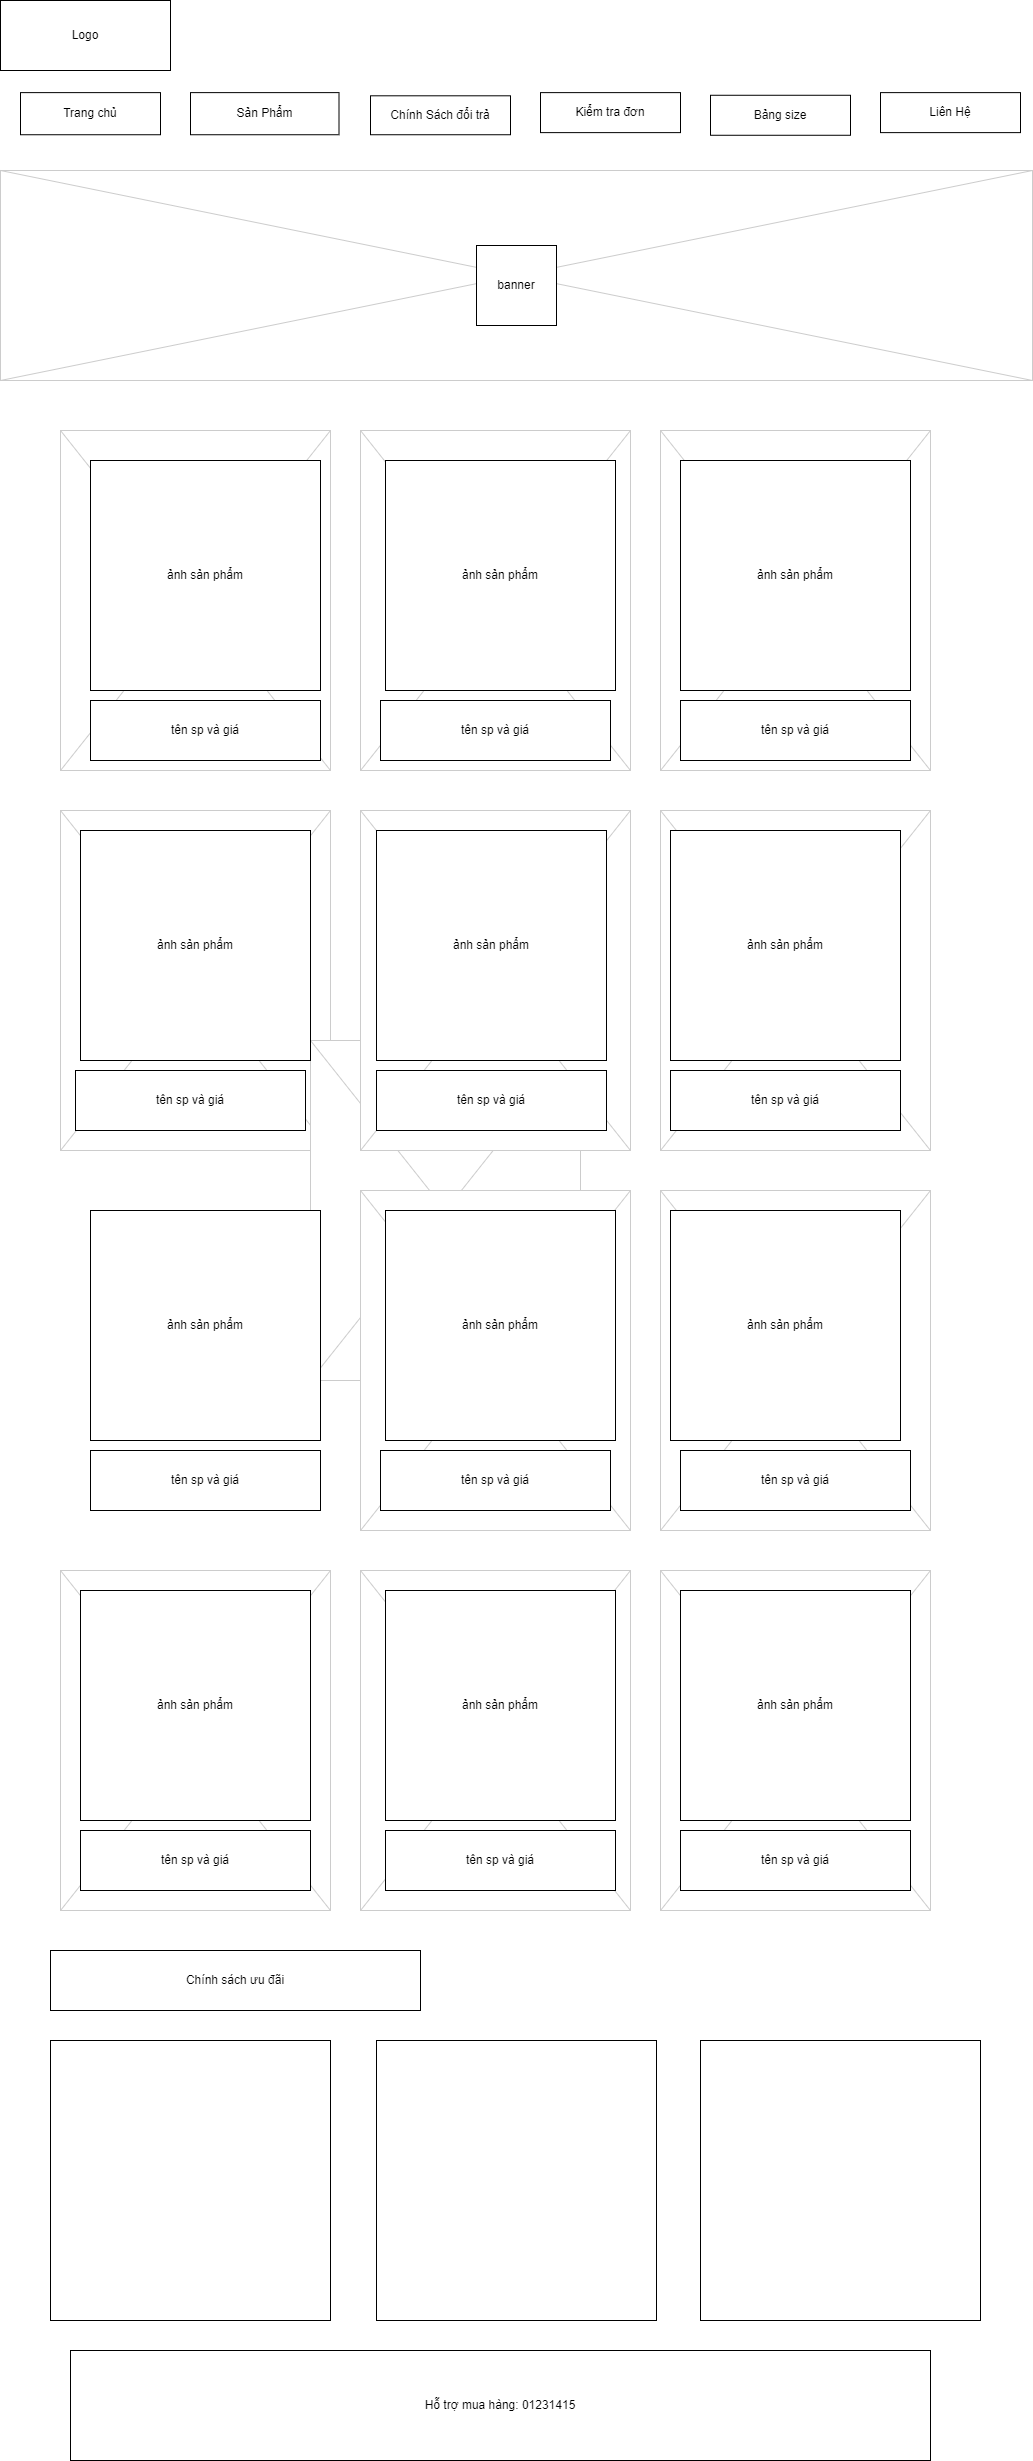 Logo
Trang chủ
Sản Phẩm
Chính Sách đổi trả
Kiểm tra đơn
Bảng size
Liên Hệ
banner
ảnh sản phẩm
ảnh sản phẩm
ảnh sản phẩm
tên sp và giá
tên sp và giá
tên sp và giá
ảnh sản phẩm
ảnh sản phẩm
ảnh sản phẩm
tên sp và giá
tên sp và giá
tên sp và giá
ảnh sản phẩm
ảnh sản phẩm
ảnh sản phẩm
tên sp và giá
tên sp và giá
tên sp và giá
ảnh sản phẩm
ảnh sản phẩm
ảnh sản phẩm
tên sp và giá
tên sp và giá
tên sp và giá
Chính sách ưu đãi
Hỗ trợ mua hàng: 01231415